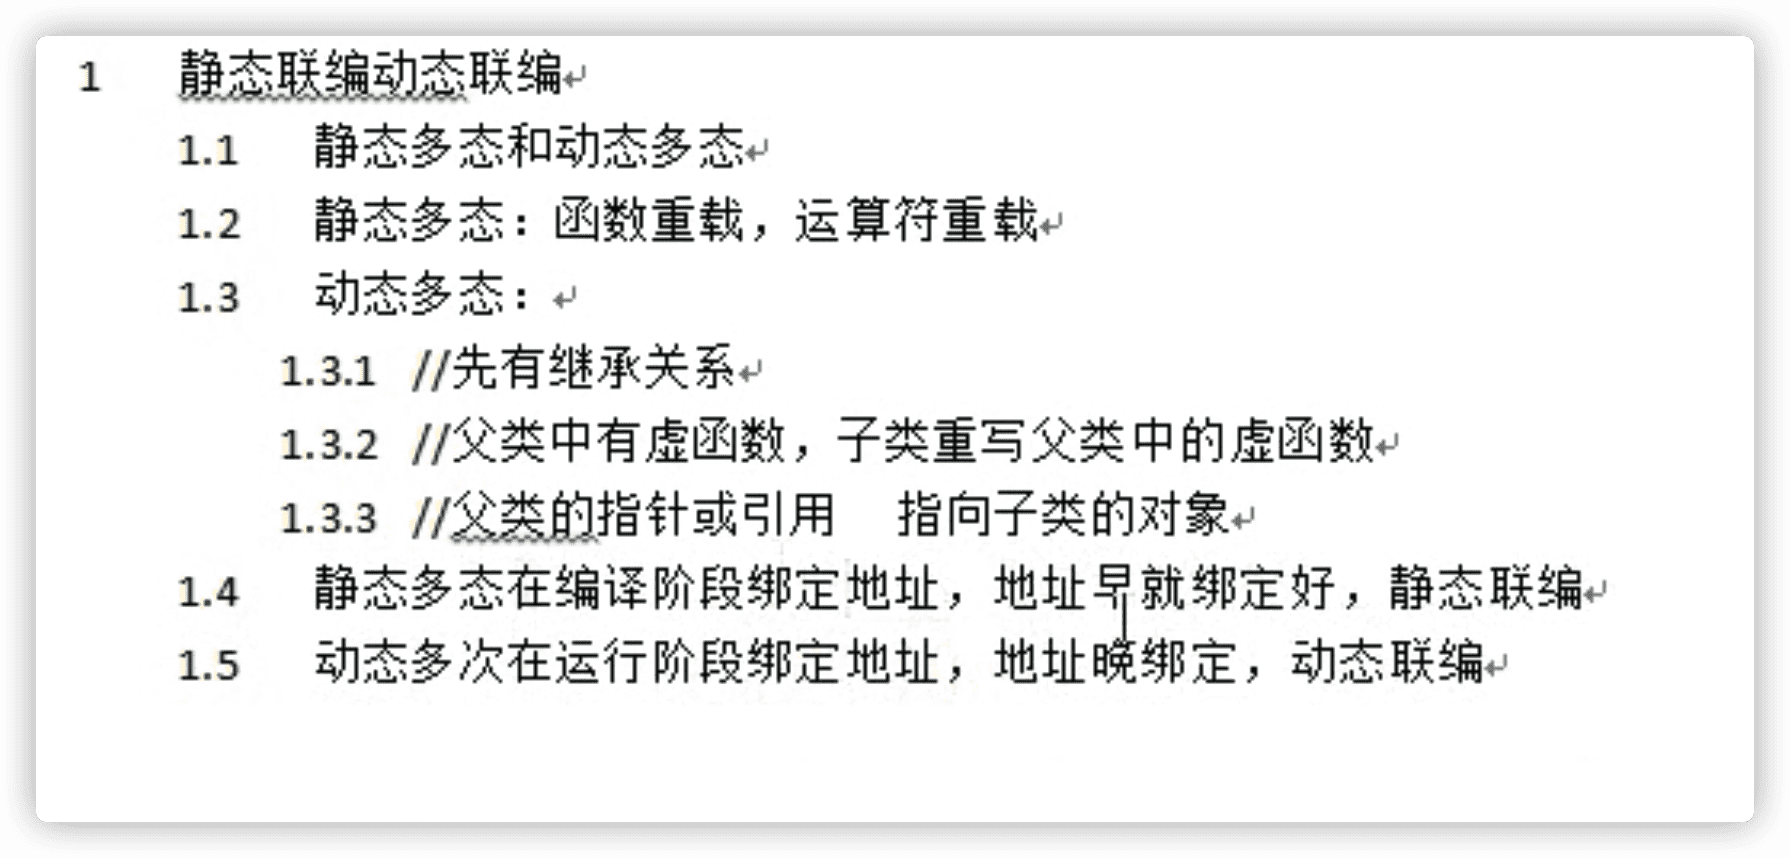 1 静态联编动态联编
1.1 静态多态和动态多态
1.2 静态多态：函数重载，运算符重载
1.3 动态多态：
1.3.1 //先有继承关系
1.3.2 //父类中有虚函数，子类重写父类中的虚函数
1.3.3 //父类的指针或引用 指向子类的对象
1.4 静态多态在编译阶段绑定地址，地址早就绑定好，静态联编
1.5 动态多次在运行阶段绑定地址，地址晚绑定，动态联编